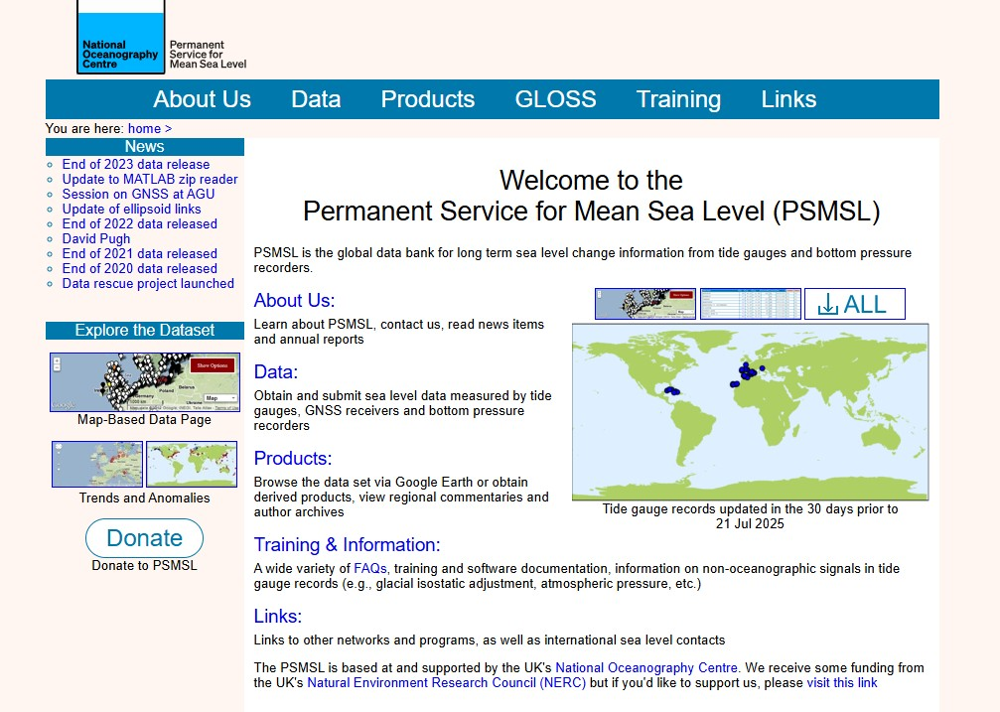 National
Oceanography
Centre
Permanent
Service for
Mean Sea Level
About Us Data Products GLOSS Training Links
You are here: home >
News
End of 2023 data release
Update to MATLAB zip reader
Session on GNSS at AGU
Update of ellipsoid links
End of 2022 data released
David Pugh
End of 2021 data released
End of 2020 data released
Data rescue project launched
Explore the Dataset
Show Options
Map
Map-Based Data Page
Trends and Anomalies
Donate
Donate to PSMSL
Welcome to the
Permanent Service for Mean Sea Level (PSMSL)
PSMSL is the global data bank for long term sea level change information from tide gauges and bottom pressure
recorders.
About Us:
Learn about PSMSL, contact us, read news items
and annual reports
Data:
Obtain and submit sea level data measured by tide
gauges, GNSS receivers and bottom pressure
recorders
Products:
Browse the data set via Google Earth or obtain
derived products, view regional commentaries and
author archives
ALL
Tide gauge records updated in the 30 days prior to
21 Jul 2025
Training & Information:
A wide variety of FAQs, training and software documentation, information on non-oceanographic signals in tide
gauge records (e.g., glacial isostatic adjustment, atmospheric pressure, etc.)
Links:
Links to other networks and programs, as well as international sea level contacts
The PSMSL is based at and supported by the UK's National Oceanography Centre. We receive some funding from
the UK's Natural Environment Research Council (NERC) but if you'd like to support us, please visit this link